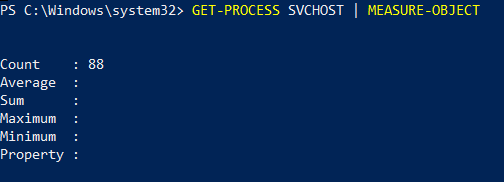 PS C:\Windows\system32> GET-PROCESS SVCHOST | MEASURE-OBJECT
Count    : 88
Average  :
Sum      :
Maximum  :
Minimum  :
Property :